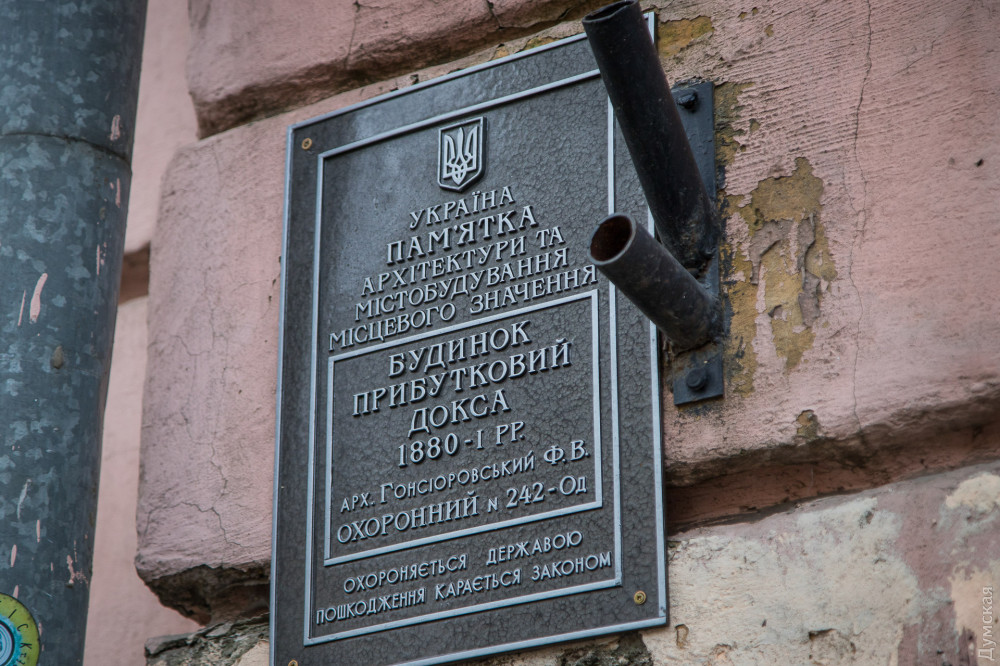 УКРАЇНА
ПАМ'ЯТКА
АРХІТЕКТУРИ ТА
МІСТОБУДУВАННЯ
МІСЦЕВОГО ЗНАЧЕННЯ
БУДИНОК
ПРИБУТКОВИЙ
ДОКСА
1880-І РР.
АРХ. ГОНСІОРОВСЬКИЙ Ф.В.
ОХОРОННИЙ N 242-Од
ОХОРОНЯЄТЬСЯ ДЕРЖАВОЮ
ПОШКОДЖЕННЯ КАРАЄТЬСЯ ЗАКОНОМ
Думская